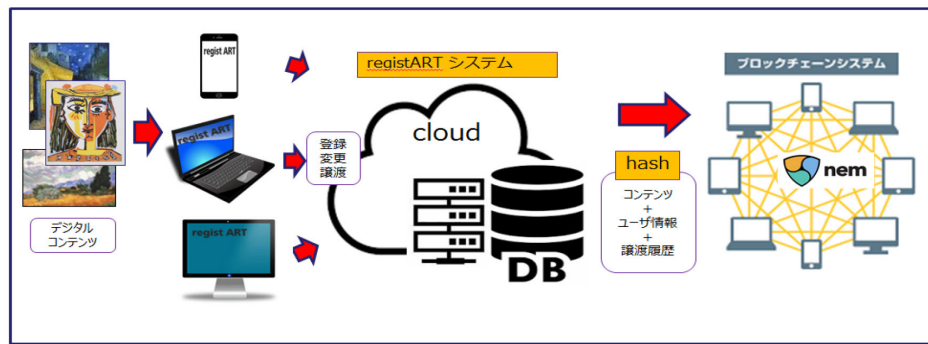 デジタル
コンテンツ
regist ART
regist ART
regist ART
登録
変更
譲渡
registART システム
cloud
DB
hash
コンテンツ
+
ユーザ情報
+
譲渡履歴
ブロックチェーンシステム
nem